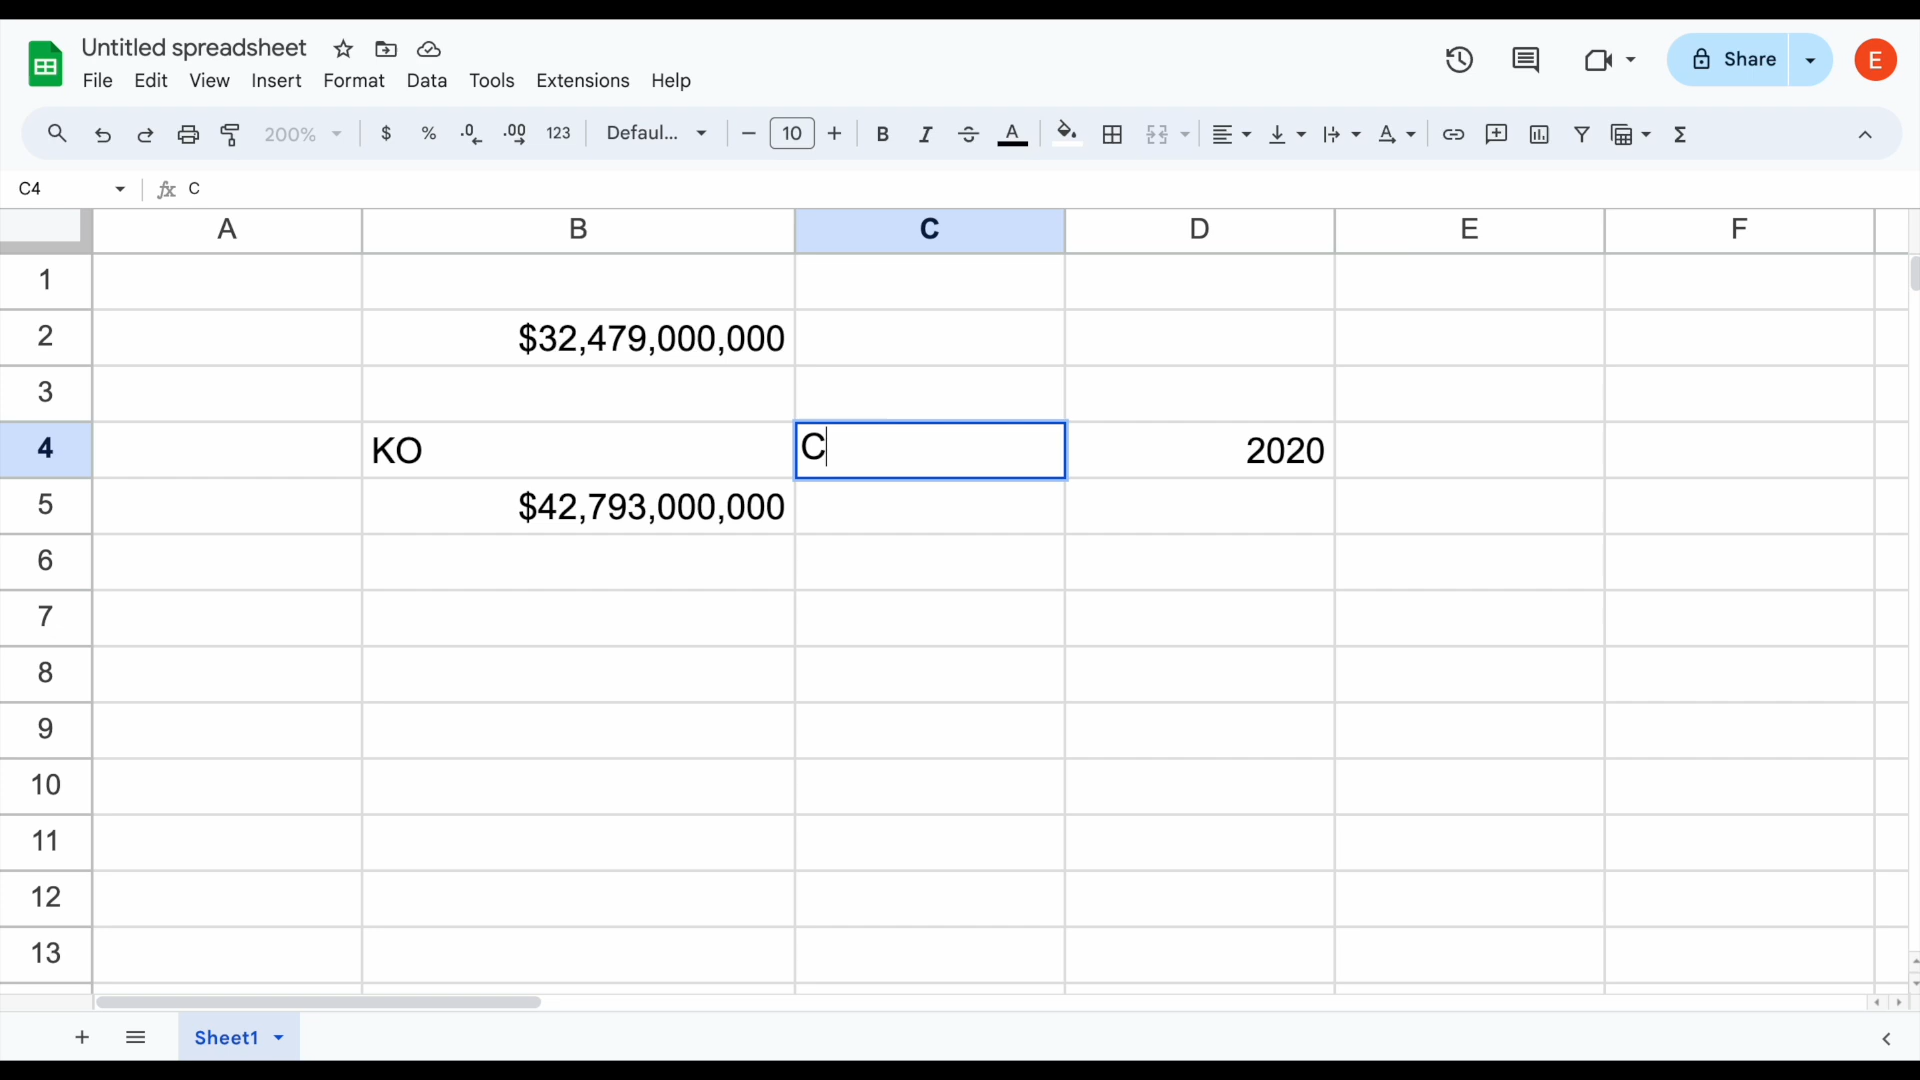 Untitled spreadsheet
File Edit View Insert Format Data Tools Extensions Help
Share
E
200% $ % .0 .00 123 Defaul... 10 B I A A Σ
C4 fx C
A B C D E F
1
2 $32,479,000,000
3
4 KO C 2020
5 $42,793,000,000
6
7
8
9
10
11
12
13
Sheet1